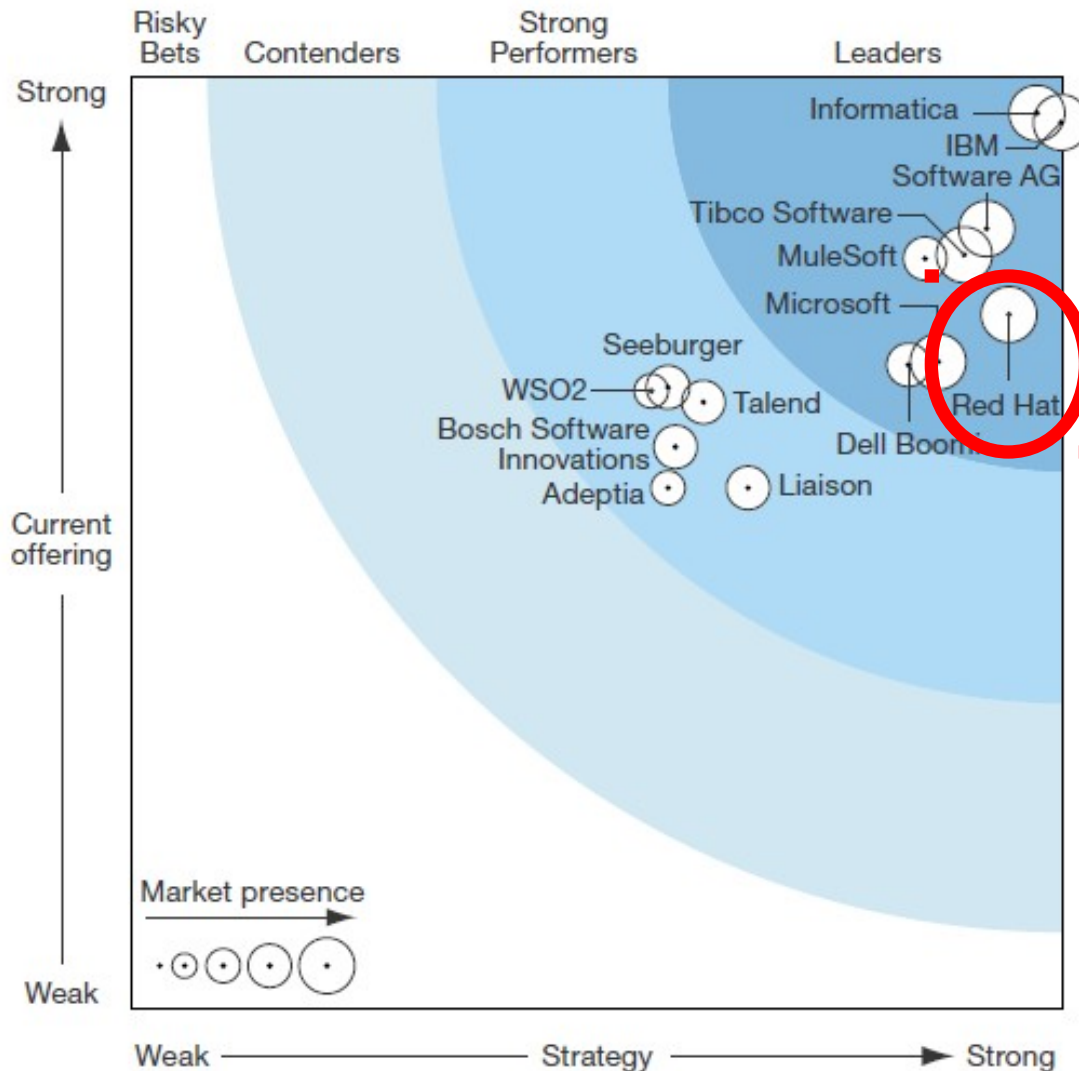 Risky
Bets
Contenders
Strong
Performers
Leaders
Strong
Informatica
IBM
Software AG
Tibco Software
MuleSoft
Microsoft
Seeburger
WSO2
Talend
Red Hat
Bosch Software
Innovations
Dell Boomi
Adeptia
Liaison
Current
offering
Market presence
Weak
Weak
Strategy
Strong